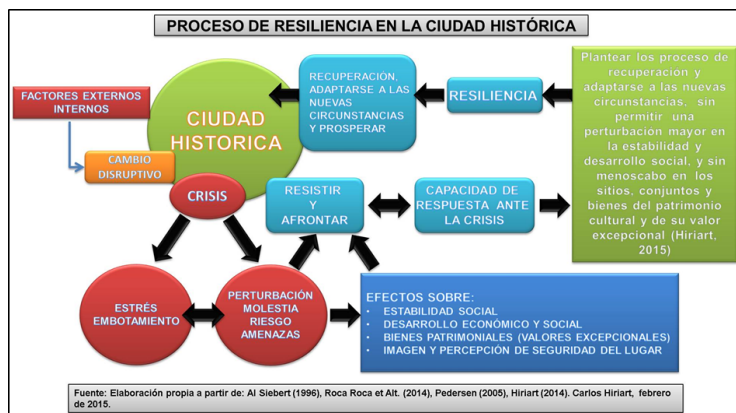 PROCESO DE RESILIENCIA EN LA CIUDAD HISTÓRICA
FACTORES EXTERNOS
INTERNOS
CAMBIO
DISRUPTIVO
CIUDAD
HISTORICA
CRISIS
RECUPERACIÓN,
ADAPTARSE A LAS
NUEVAS
CIRCUNSTANCIAS
Y PROSPERAR
RESILIENCIA
Plantear los proceso de
recuperación y
adaptarse a las nuevas
circunstancias, sin
permitir una
perturbación mayor en
la estabilidad y
desarrollo social, y sin
menoscabo en los
sitios, conjuntos y
bienes del patrimonio
cultural y de su valor
excepcional (Hiriart,
2015)
RESISTIR
Y
AFRONTAR
CAPACIDAD DE
RESPUESTA ANTE
LA CRISIS
ESTRÉS
EMBOTAMIENTO
PERTURBACIÓN
MOLESTIA
RIESGO
AMENAZAS
EFECTOS SOBRE:
• ESTABILIDAD SOCIAL
• DESARROLLO ECONÓMICO Y SOCIAL
• BIENES PATRIMONIALES (VALORES EXCEPCIONALES)
• IMAGEN Y PERCEPCIÓN DE SEGURIDAD DEL LUGAR
Fuente: Elaboración propia a partir de: Al Siebert (1996), Roca Roca et Alt. (2014), Pedersen (2005), Hiriart (2014). Carlos Hiriart, febrero
de 2015.